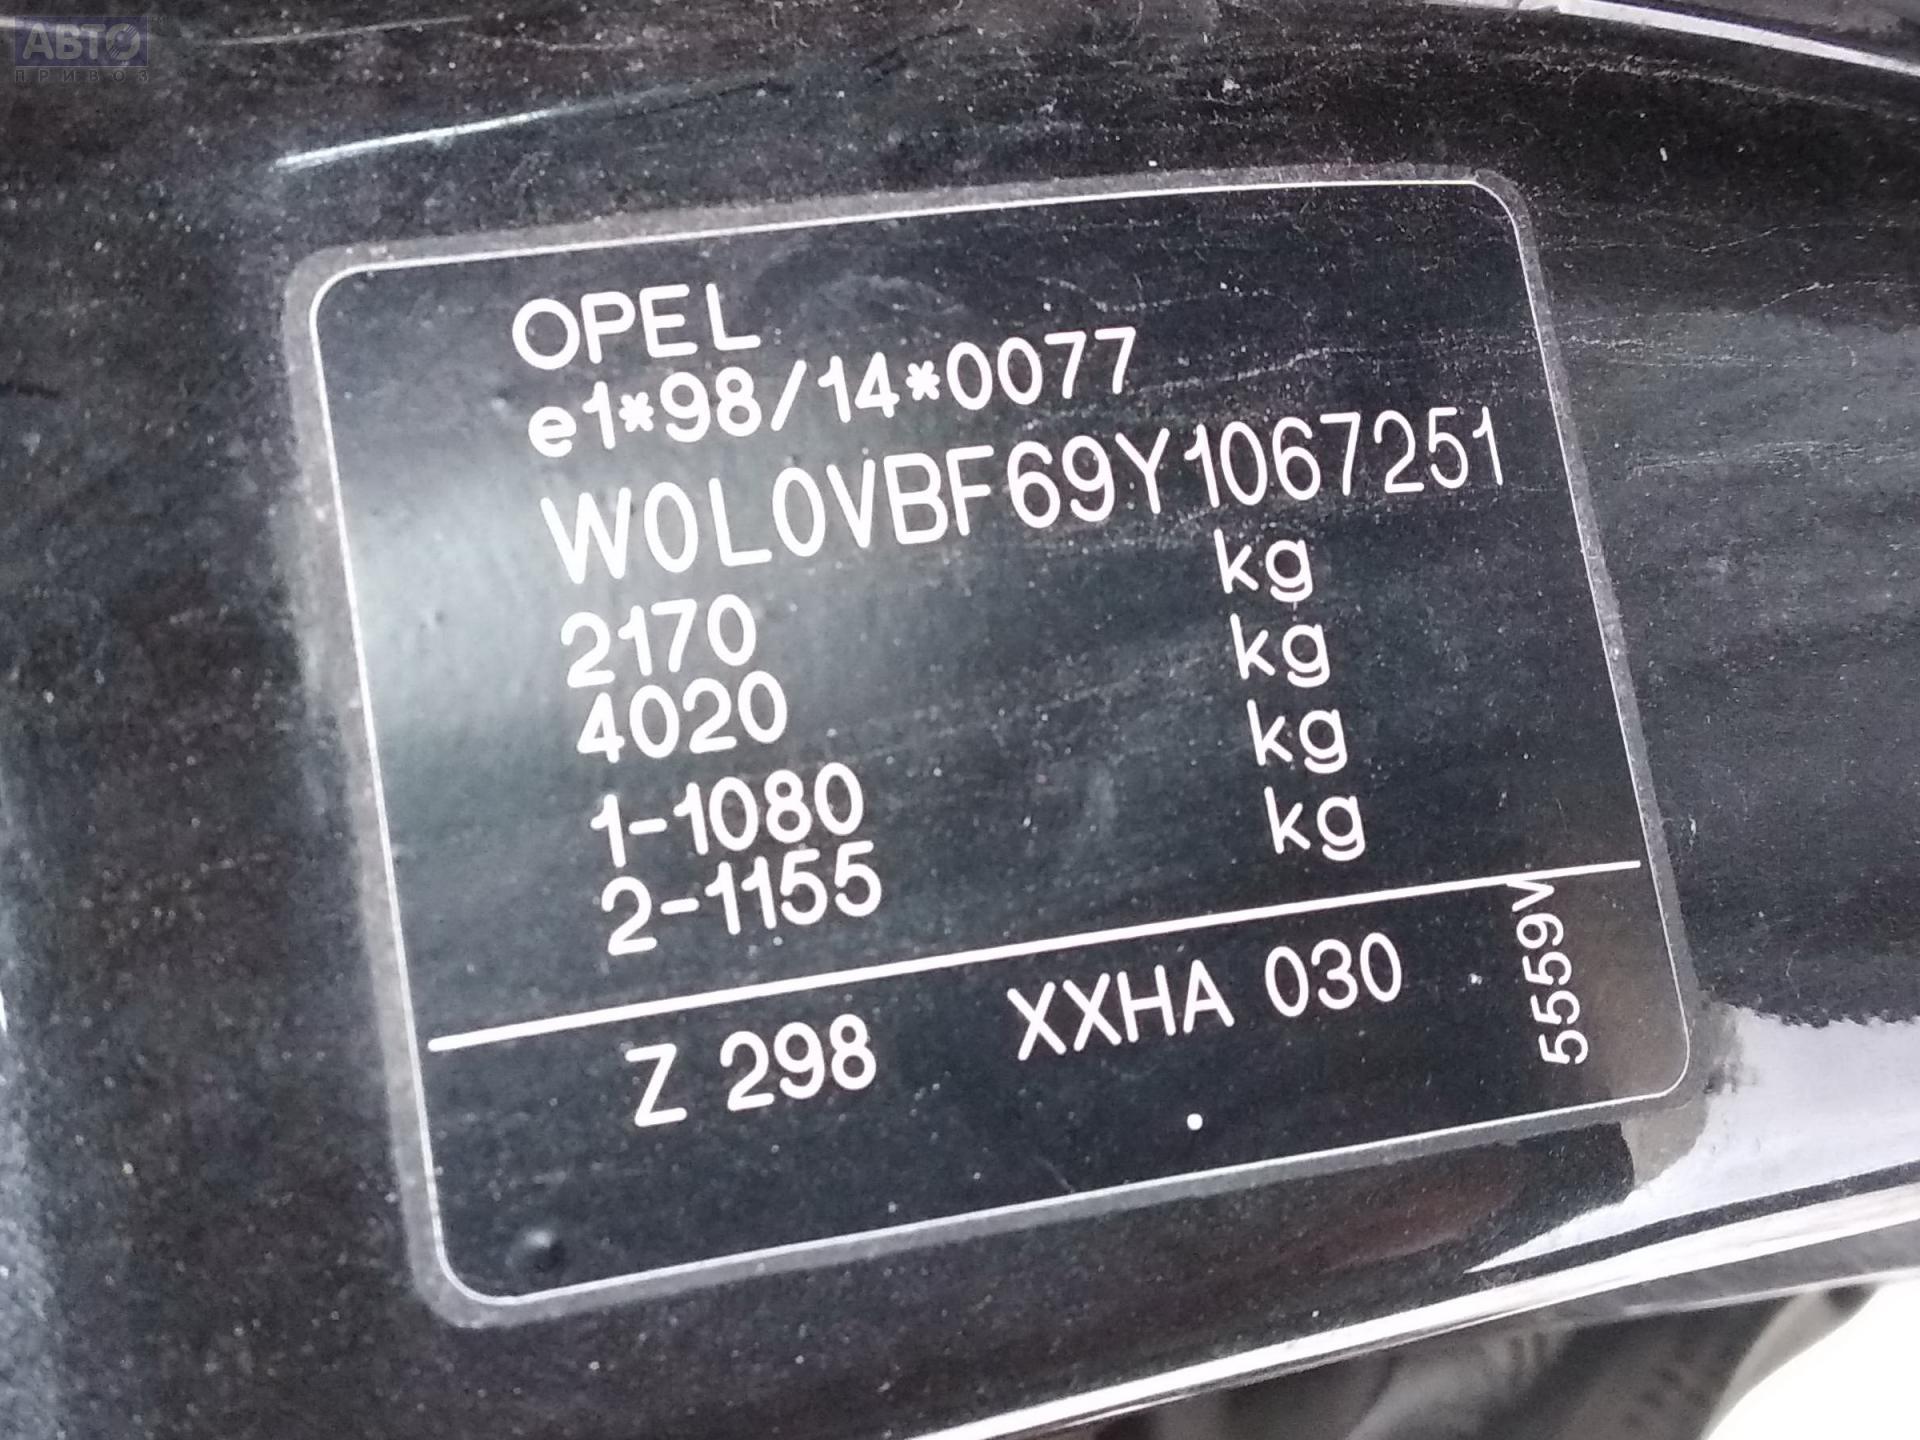 АВТО
ПРИВОЗ
OPEL
e1*98/14*0077
W0L0VBF69Y1067251
2170 kg
4020 kg
1-1080 kg
2-1155 kg
Z 298 XXHA 030
5559V